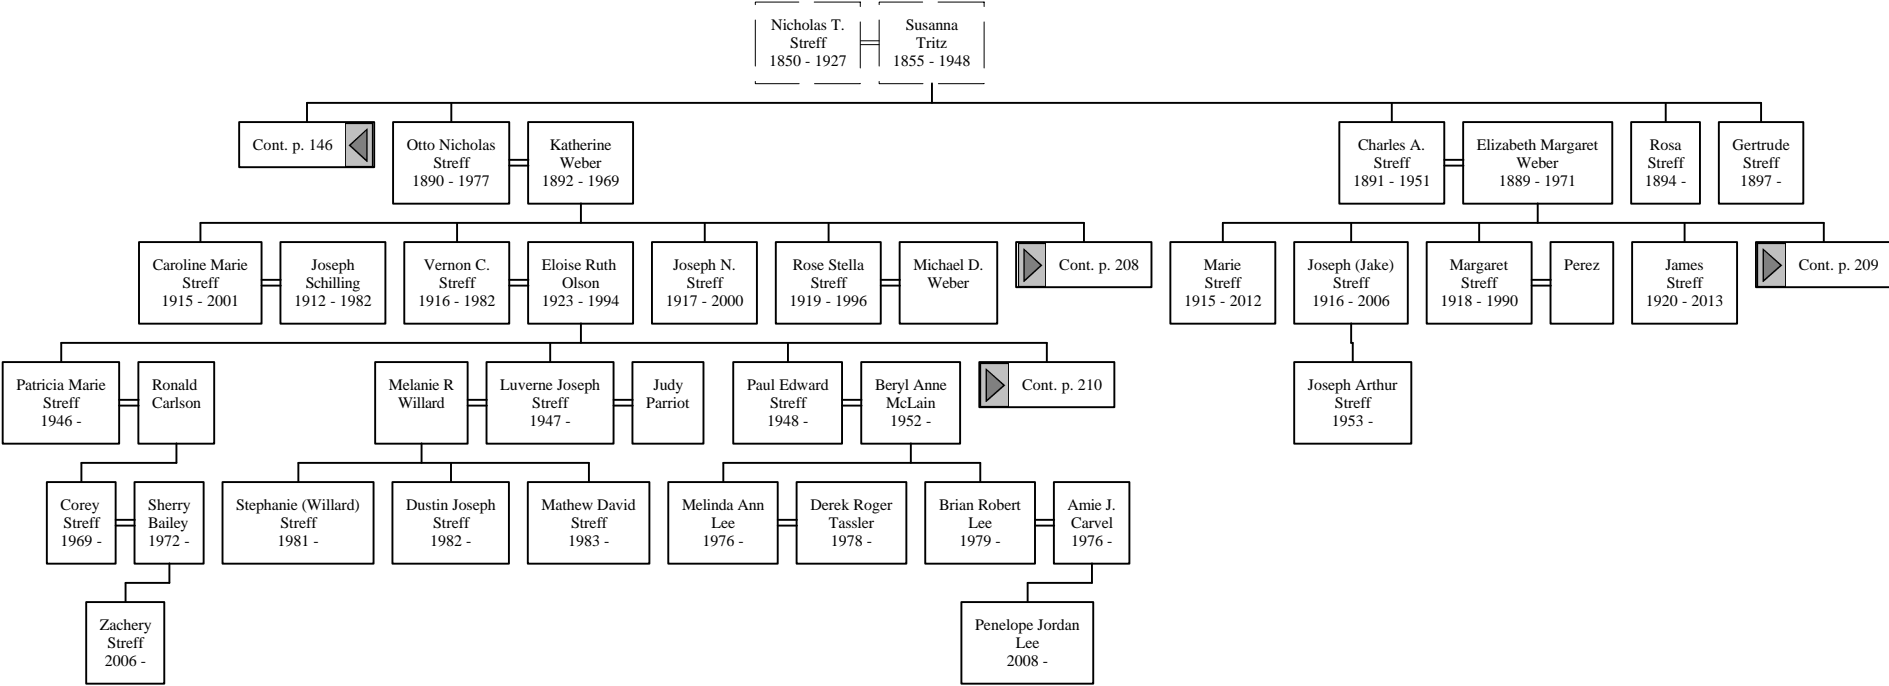 Nicholas T.
Streff
1850 - 1927
Susanna
Tritz
1855 - 1948
Cont. p. 146
Otto Nicholas
Streff
1890 - 1977
Katherine
Weber
1892 - 1969
Charles A.
Streff
1891 - 1951
Elizabeth Margaret
Weber
1889 - 1971
Rosa
Streff
1894 -
Gertrude
Streff
1897 -
Caroline Marie
Streff
1915 - 2001
Joseph
Schilling
1912 - 1982
Vernon C.
Streff
1916 - 1982
Eloise Ruth
Olson
1923 - 1994
Joseph N.
Streff
1917 - 2000
Rose Stella
Streff
1919 - 1996
Michael D.
Weber
Cont. p. 208
Marie
Streff
1915 - 2012
Joseph (Jake)
Streff
1916 - 2006
Margaret
Streff
1918 - 1990
Perez
James
Streff
1920 - 2013
Cont. p. 209
Patricia Marie
Streff
1946 -
Ronald
Carlson
Melanie R
Willard
Luverne Joseph
Streff
1947 -
Judy
Parriot
Paul Edward
Streff
1948 -
Beryl Anne
McLain
1952 -
Cont. p. 210
Joseph Arthur
Streff
1953 -
Corey
Streff
1969 -
Sherry
Bailey
1972 -
Stephanie (Willard)
Streff
1981 -
Dustin Joseph
Streff
1982 -
Mathew David
Streff
1983 -
Melinda Ann
Lee
1976 -
Derek Roger
Tassler
1978 -
Brian Robert
Lee
1979 -
Amie J.
Carvel
1976 -
Zachery
Streff
2006 -
Penelope Jordan
Lee
2008 -